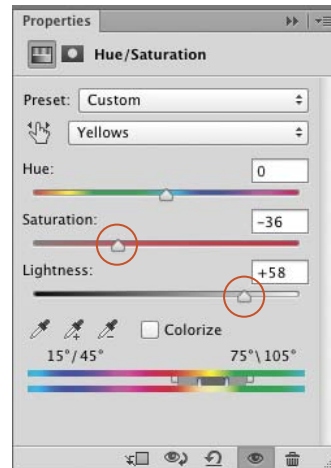 Properties
Hue/Saturation
Preset: Custom
Yellows
Hue: 0
Saturation: -36
Lightness: +58
Colorize
15°/45° 75°\105°